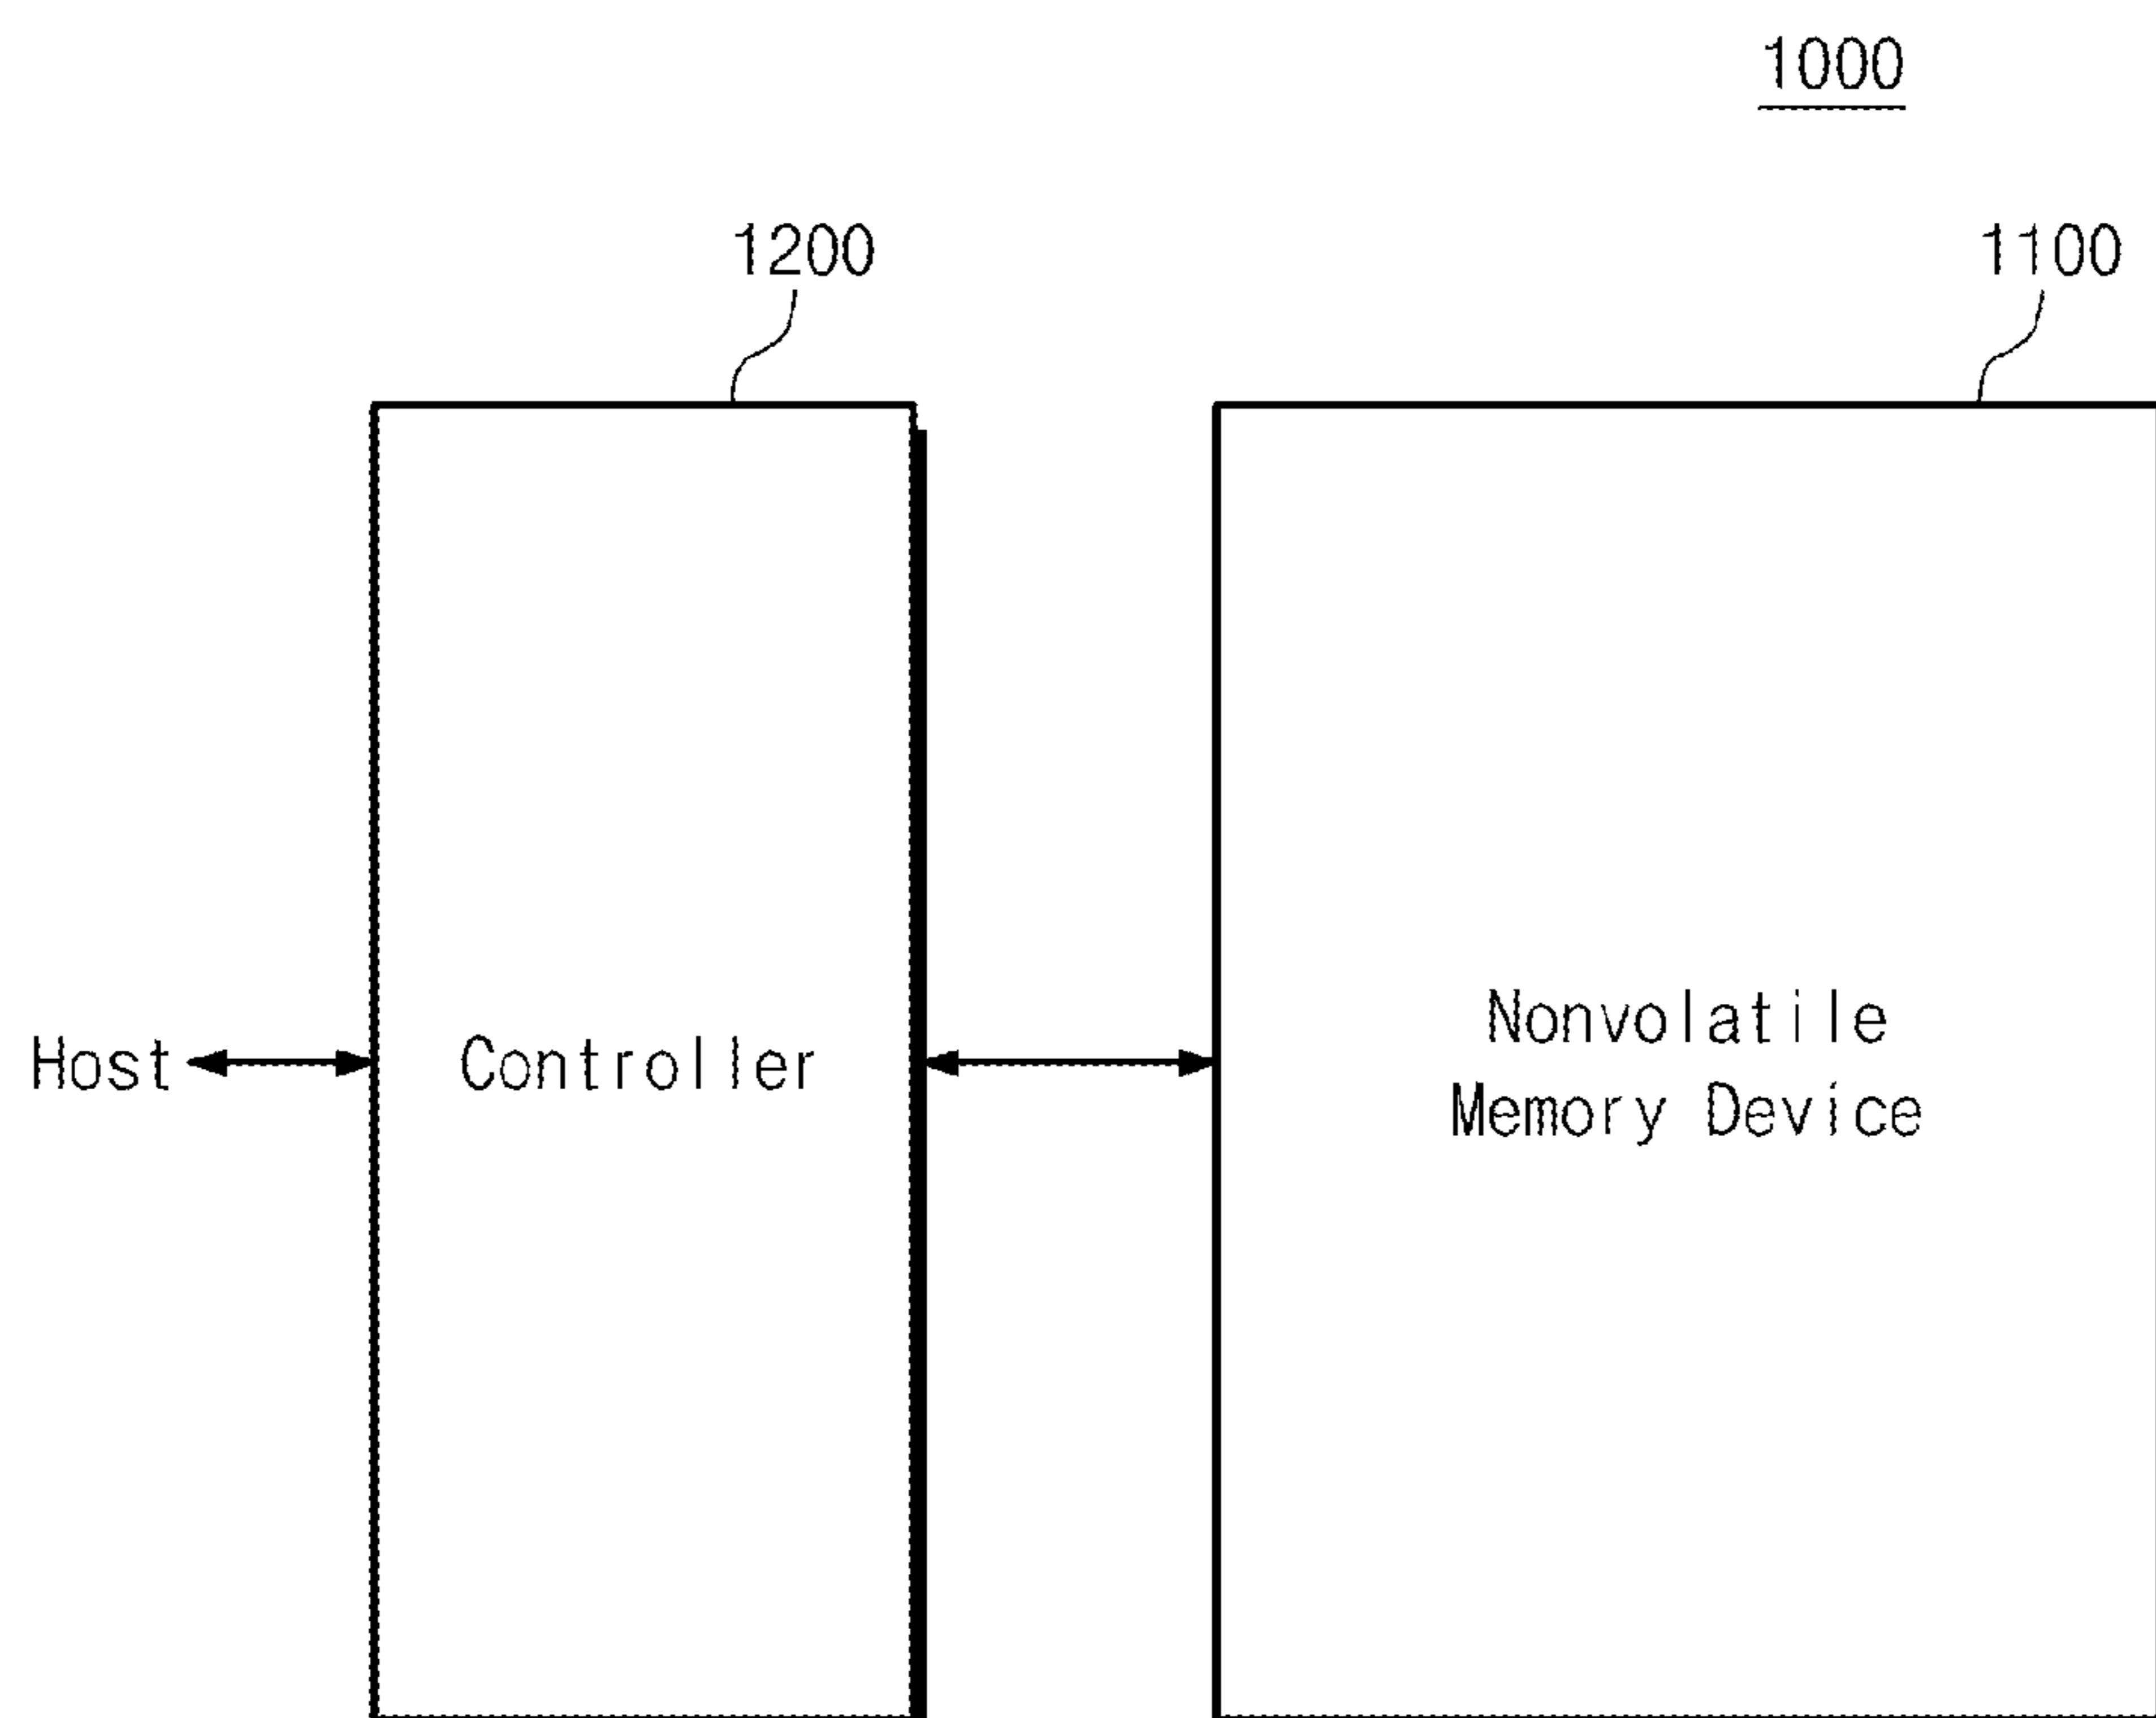 1000
1200
1100
Host
Controller
Nonvolatile
Memory Device